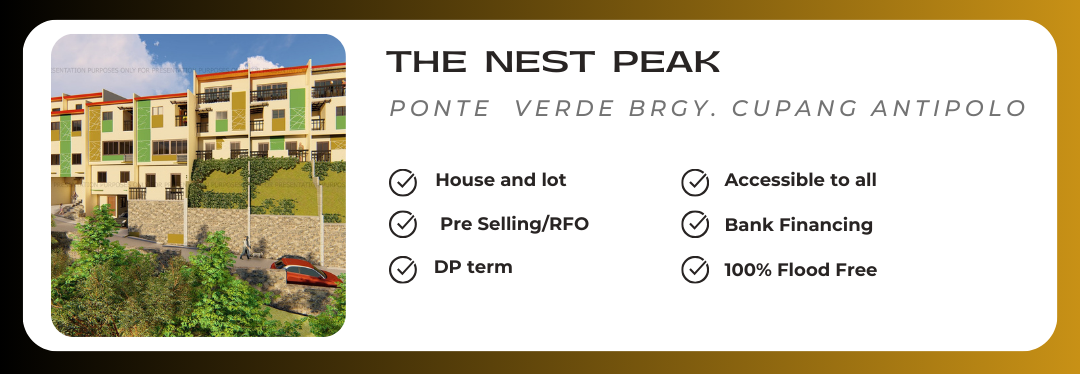 THE NEST PEAK
PONTE VERDE BRGY. CUPANG ANTIPOLO
House and lot
Pre Selling/RFO
DP term
Accessible to all
Bank Financing
100% Flood Free